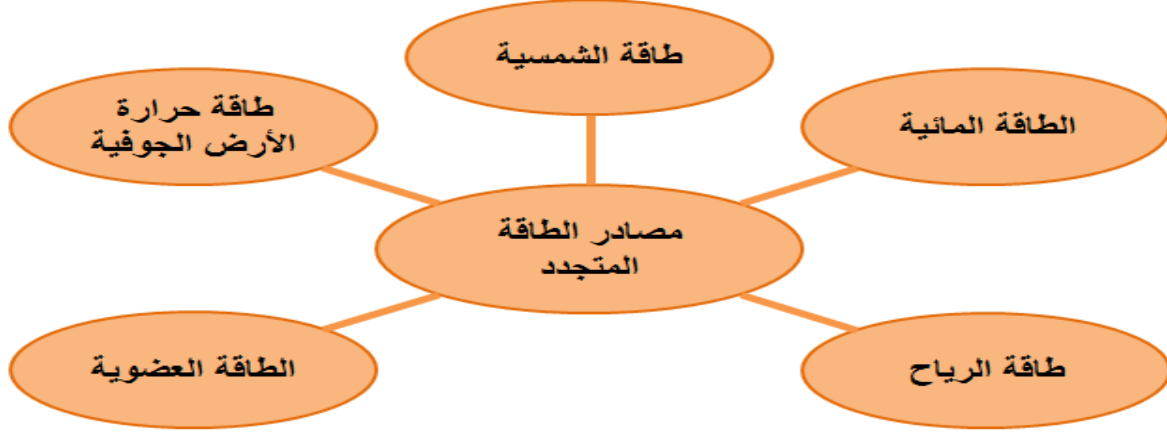 طاقة الشمسية
الطاقة المائية
طاقة حرارة
الأرض الجوفية
مصادر الطاقة
المتجدد
طاقة الرياح
الطاقة العضوية